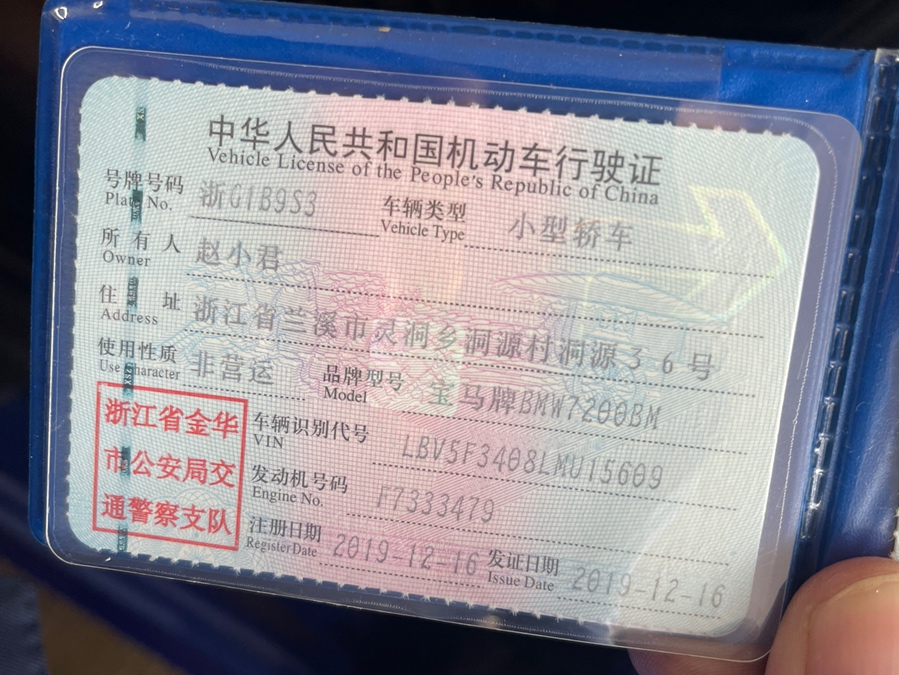 中华人民共和国机动车行驶证
Vehicle License of the People's Republic of China
号牌号码 浙G1B9S3 车辆类型 小型轿车
Plate No. Vehicle Type
所有人 赵小君
Owner
住址 浙江省兰溪市灵洞乡洞源村洞源36号
Address
使用性质 非营运 品牌型号 宝马牌BMW7200BM
Use Character Model
浙江省金华
市公安局交
通警察支队
车辆识别代号 LBV5F3408LMU15609
VIN
发动机号码 F7333479
Engine No.
注册日期 2019-12-16 发证日期 2019-12-16
Register Date Issue Date